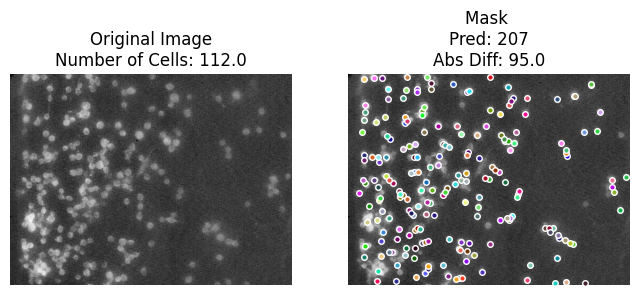 Original Image
Number of Cells: 112.0
Mask
Pred: 207
Abs Diff: 95.0